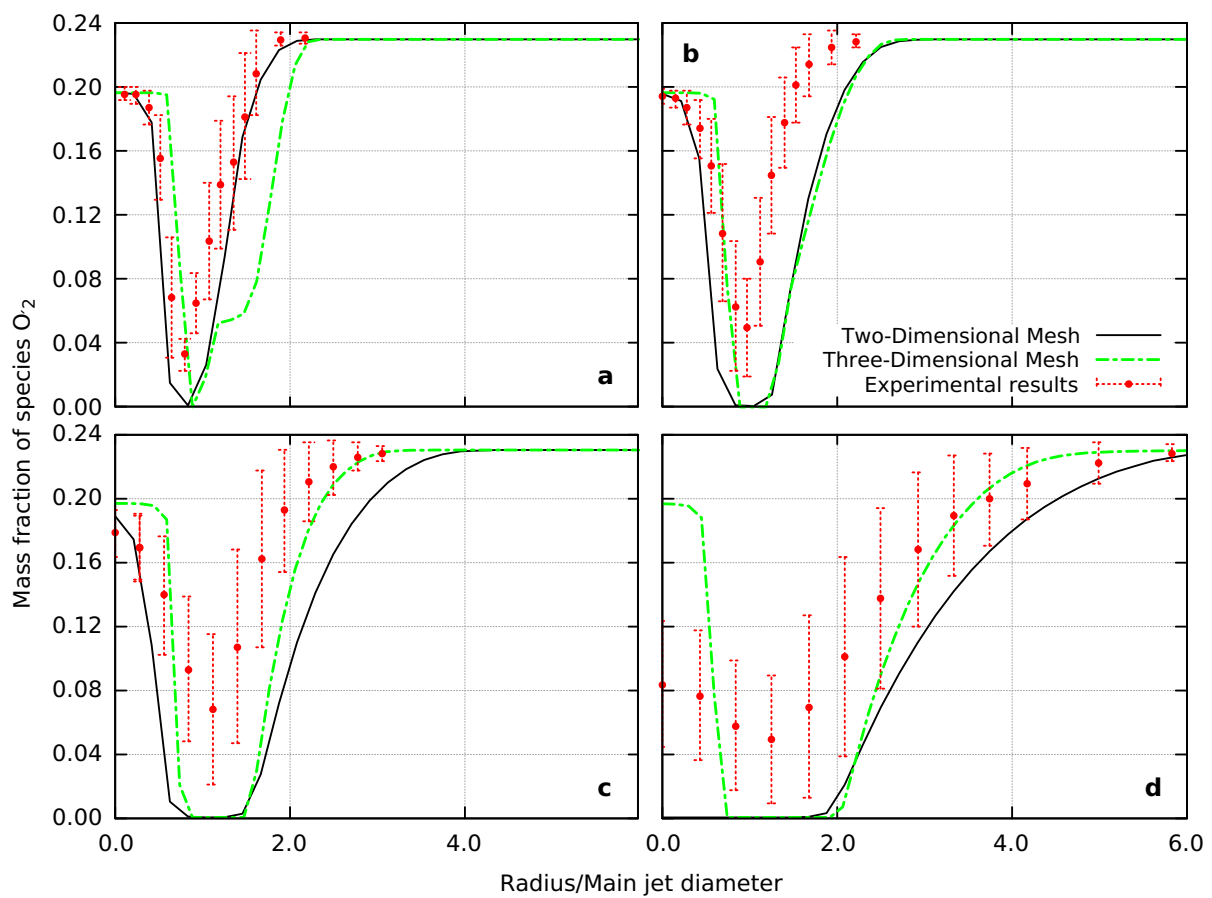 0.24
0.20
0.16
0.12
0.08
0.04
0.00
a
b
Two-Dimensional Mesh
Three-Dimensional Mesh
Experimental results
Mass fraction of species O2
0.24
0.20
0.16
0.12
0.08
0.04
0.00
c
d
0.0 2.0 4.0 0.0 2.0 4.0 6.0
Radius/Main jet diameter